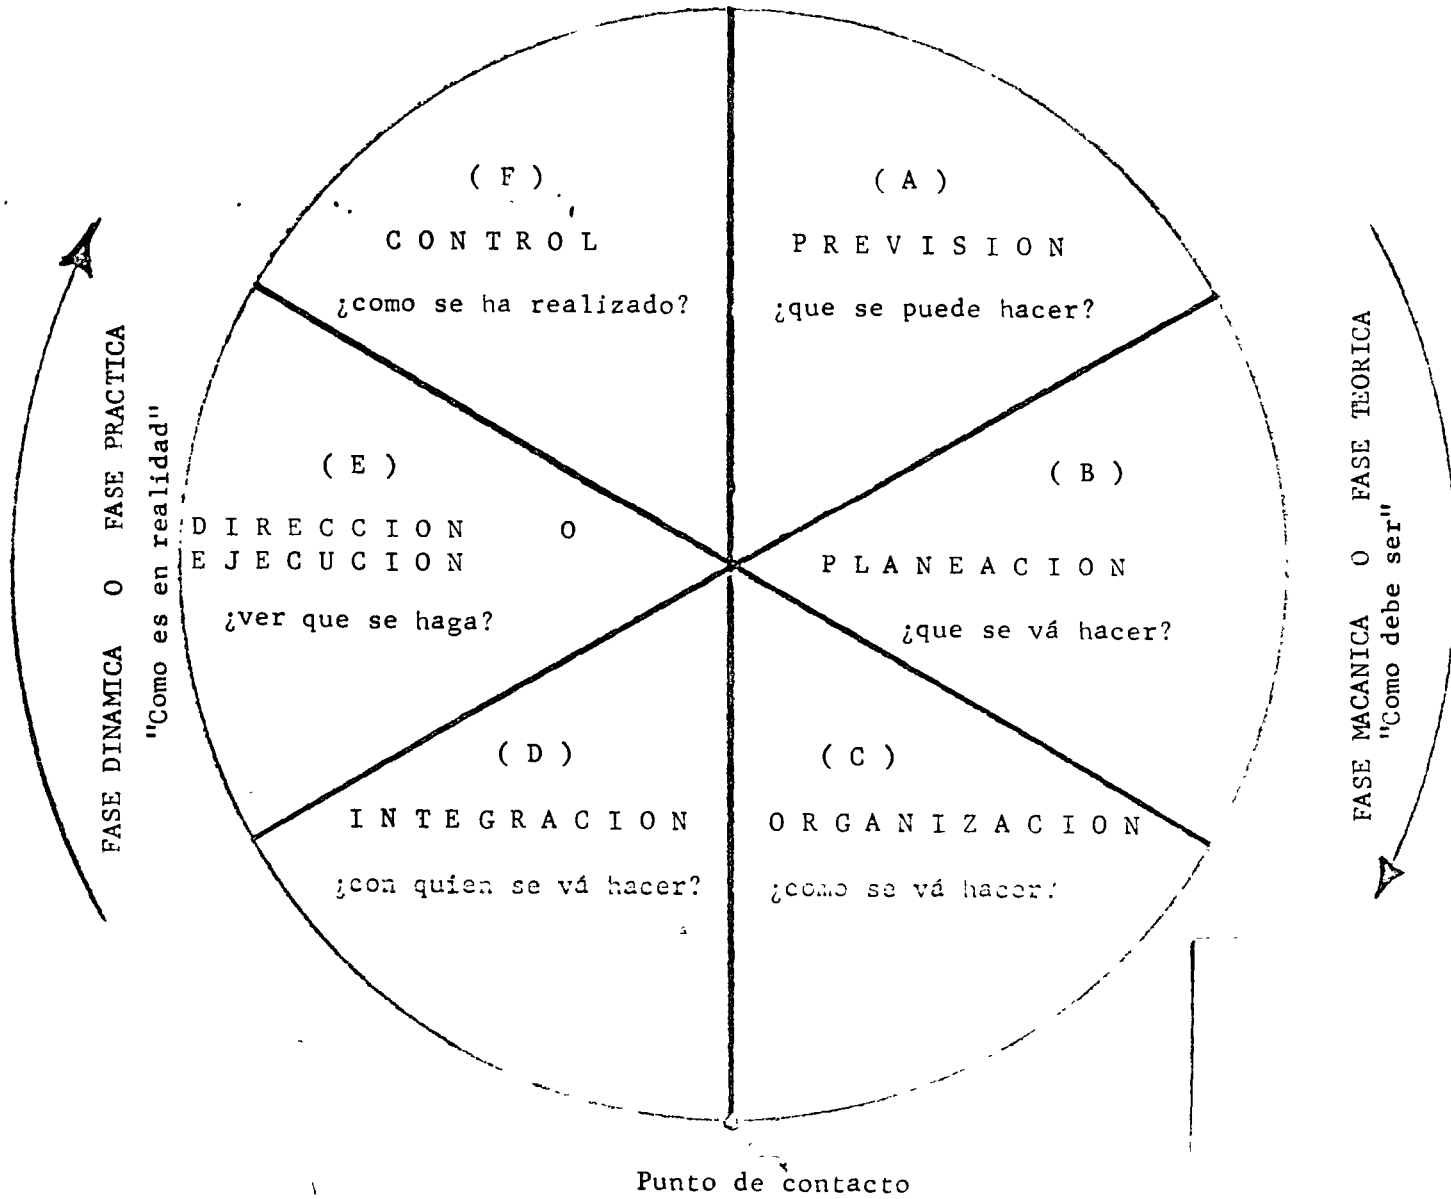 ( A )
P R E V I S I O N
¿que se puede hacer?
( B )
P L A N E A C I O N
¿que se vá hacer?
( C )
O R G A N I Z A C I O N
¿como se vá hacer?
( D )
I N T E G R A C I O N
¿con quien se vá hacer?
( E )
D I R E C C I O N O
E J E C U C I O N
¿ver que se haga?
( F )
C O N T R O L
¿como se ha realizado?
FASE DINAMICA O FASE PRACTICA
"Como es en realidad"
FASE MACANICA O FASE TEORICA
"Como debe ser"
Punto de contacto